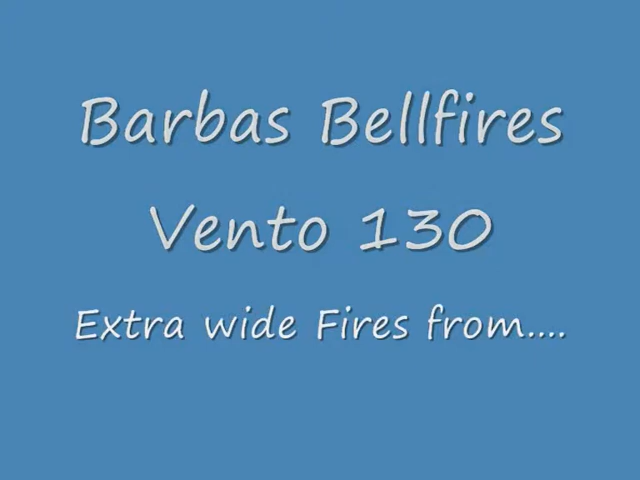 Barbas Bellfires
Vento 130
Extra wide Fires from....